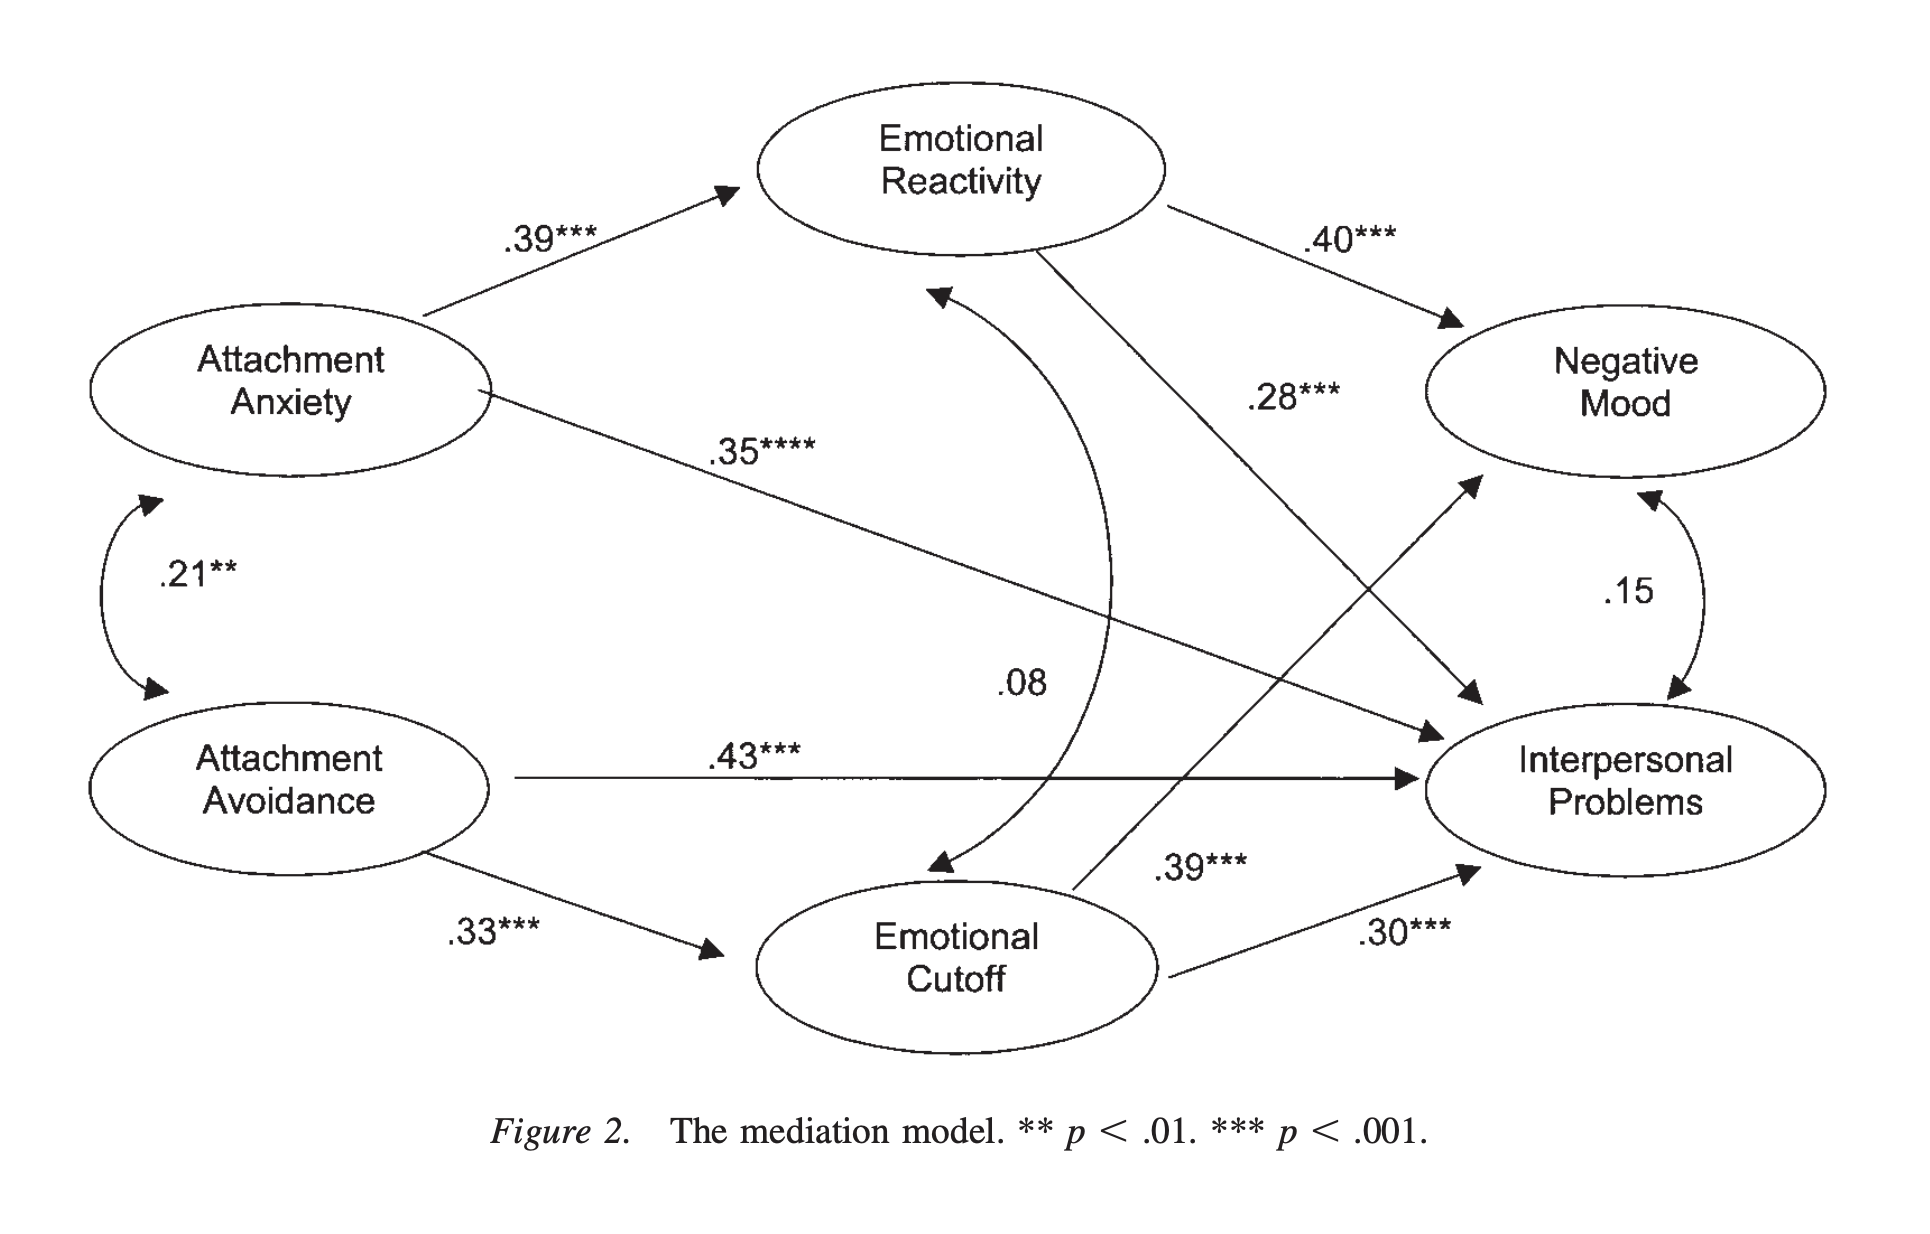 Emotional
Reactivity
.39***
.40***
Attachment
Anxiety
Negative
Mood
.28***
.35****
.21**
.15
.08
Attachment
Avoidance
.43***
Interpersonal
Problems
.39***
.33***
Emotional
Cutoff
.30***
Figure 2. The mediation model. ** p < .01. *** p < .001.